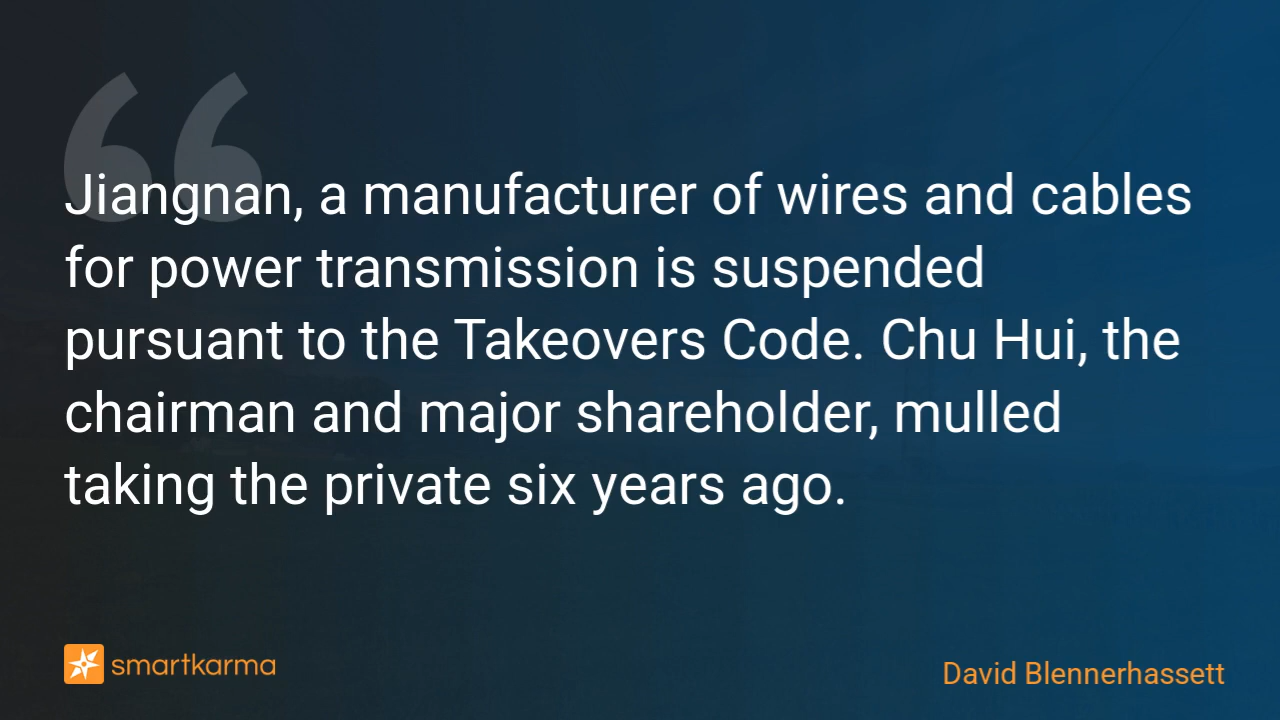 Jiangnan, a manufacturer of wires and cables
for power transmission is suspended
pursuant to the Takeovers Code. Chu Hui, the
chairman and major shareholder, mulled
taking the private six years ago.
smartkarma
David Blennerhassett